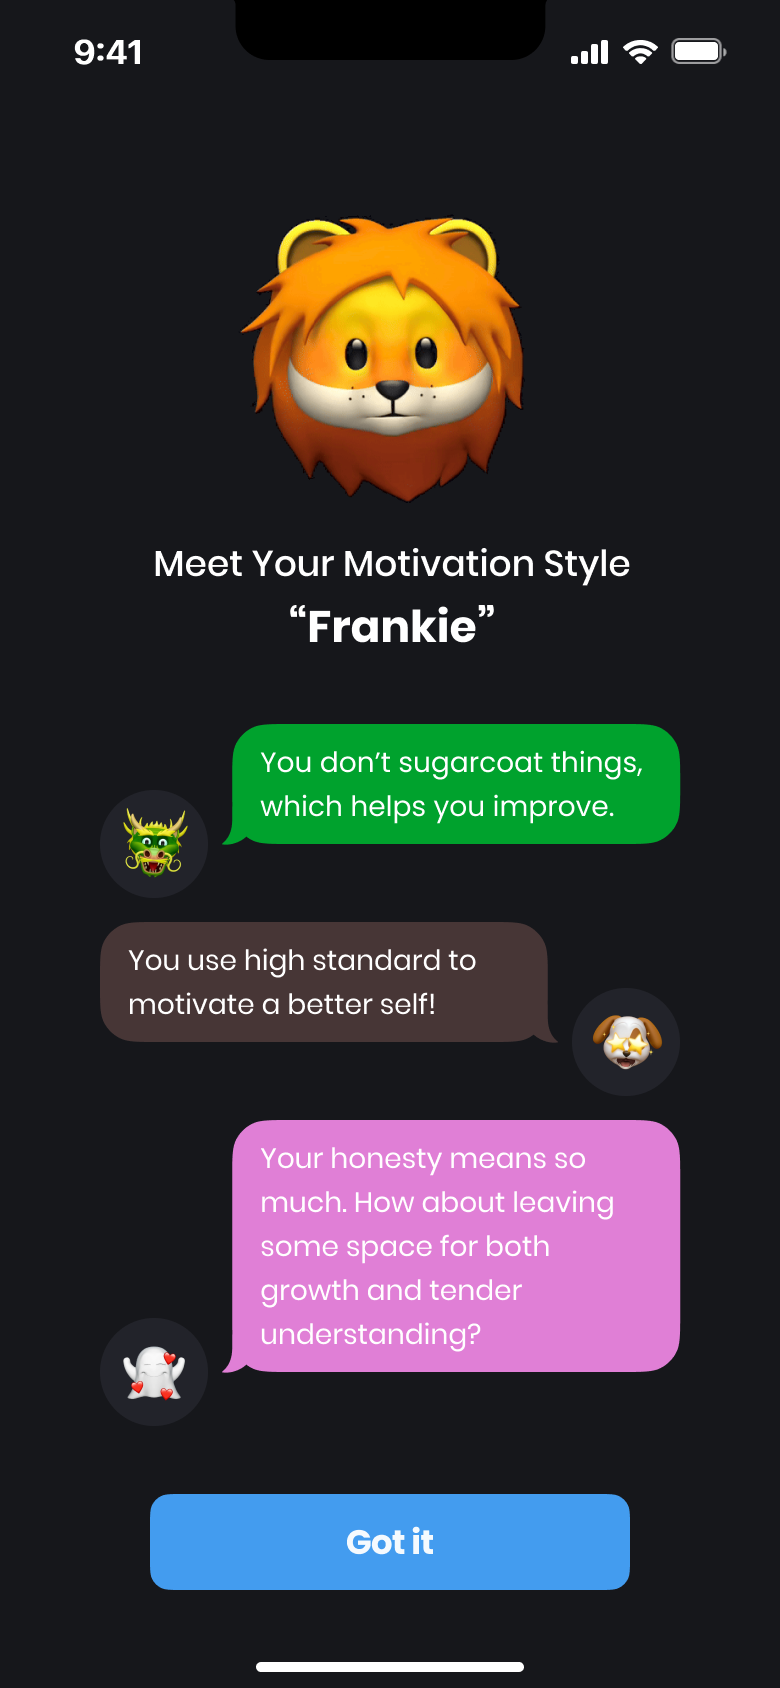 9:41
Meet Your Motivation Style
“Frankie”
You don’t sugarcoat things,
which helps you improve.
You use high standard to
motivate a better self!
Your honesty means so
much. How about leaving
some space for both
growth and tender
understanding?
Got it